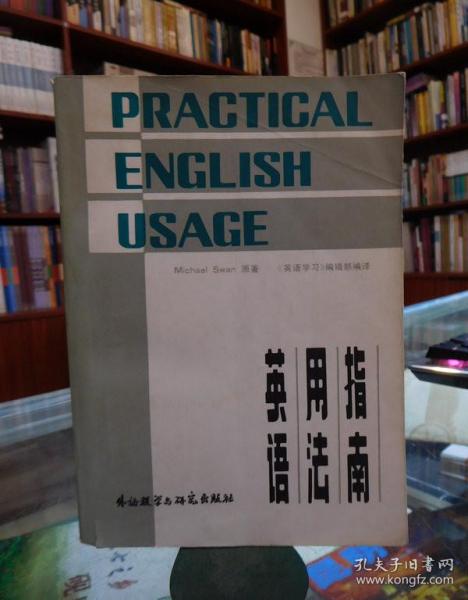 PRACTICAL
ENGLISH
USAGE
Michael Swan 原著 《英语学习》编辑部编译
英语
用法
指南
外语教学与研究出版社
孔夫子旧书网
www.kongfz.com